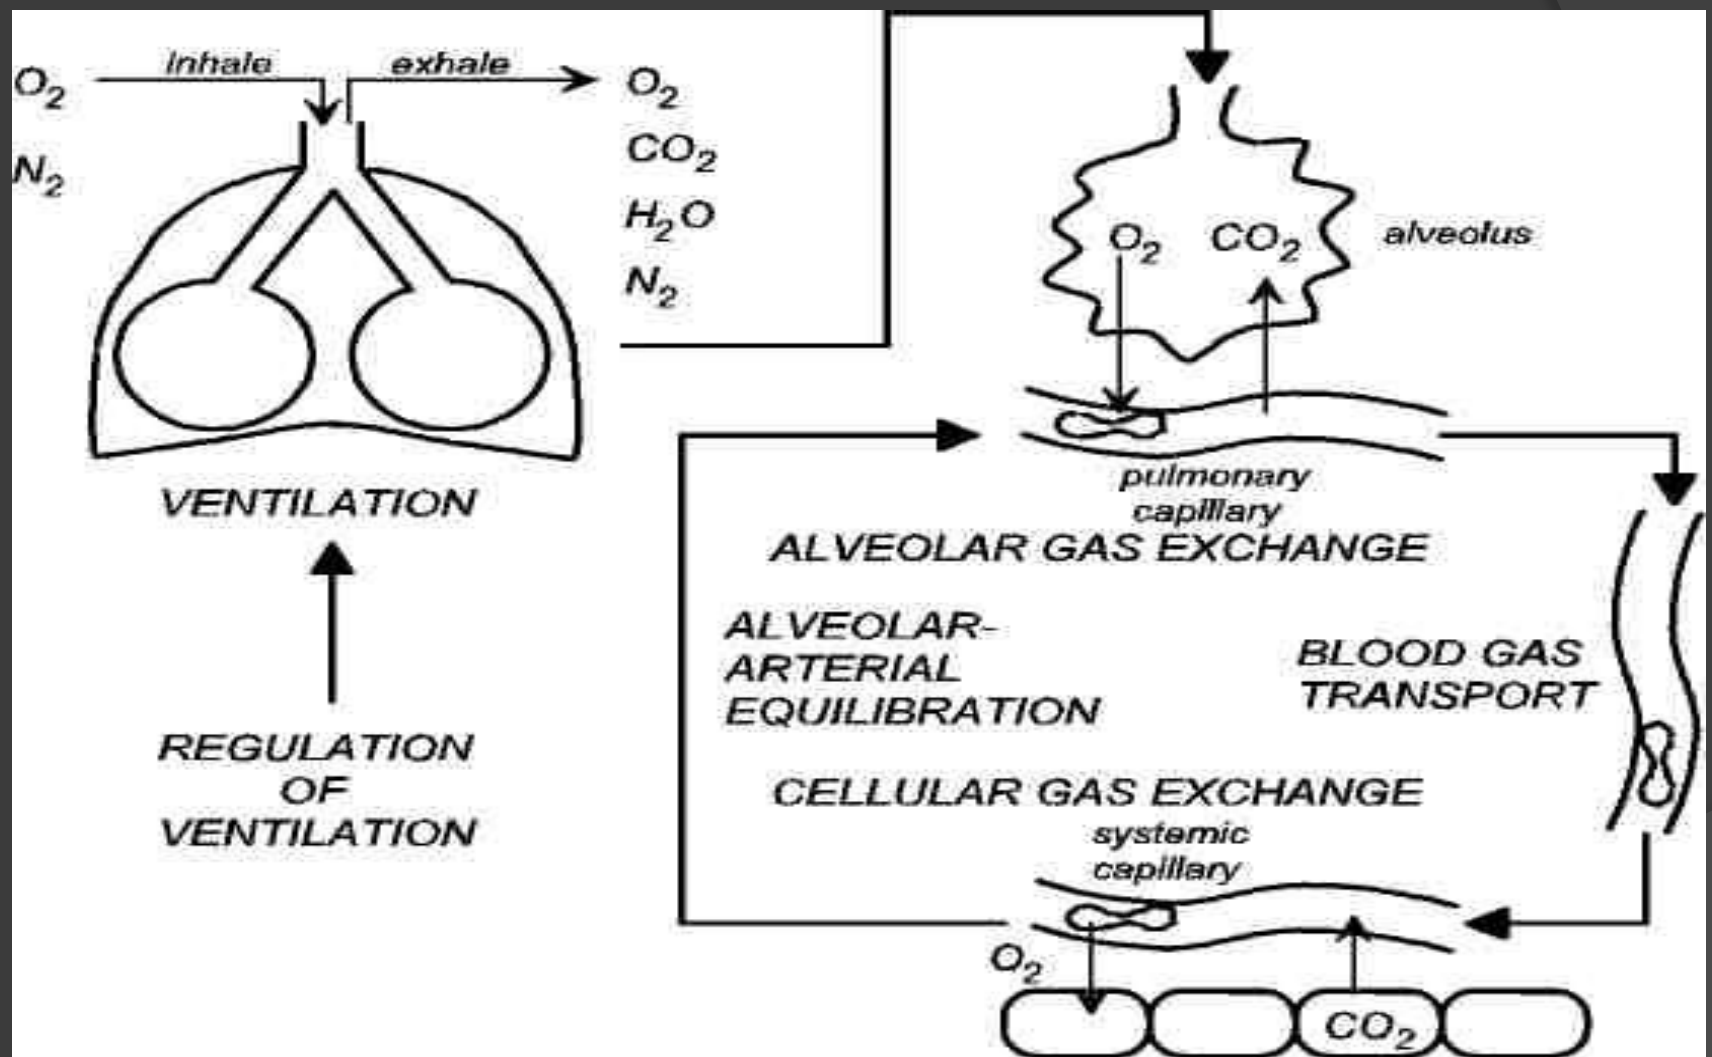 inhale
exhale
O₂
N₂
O₂
CO₂
H₂O
N₂
VENTILATION
REGULATION
OF
VENTILATION
O₂ CO₂
alveolus
pulmonary
capillary
ALVEOLAR GAS EXCHANGE
ALVEOLAR-
ARTERIAL
EQUILIBRATION
BLOOD GAS
TRANSPORT
CELLULAR GAS EXCHANGE
systemic
capillary
O₂
CO₂